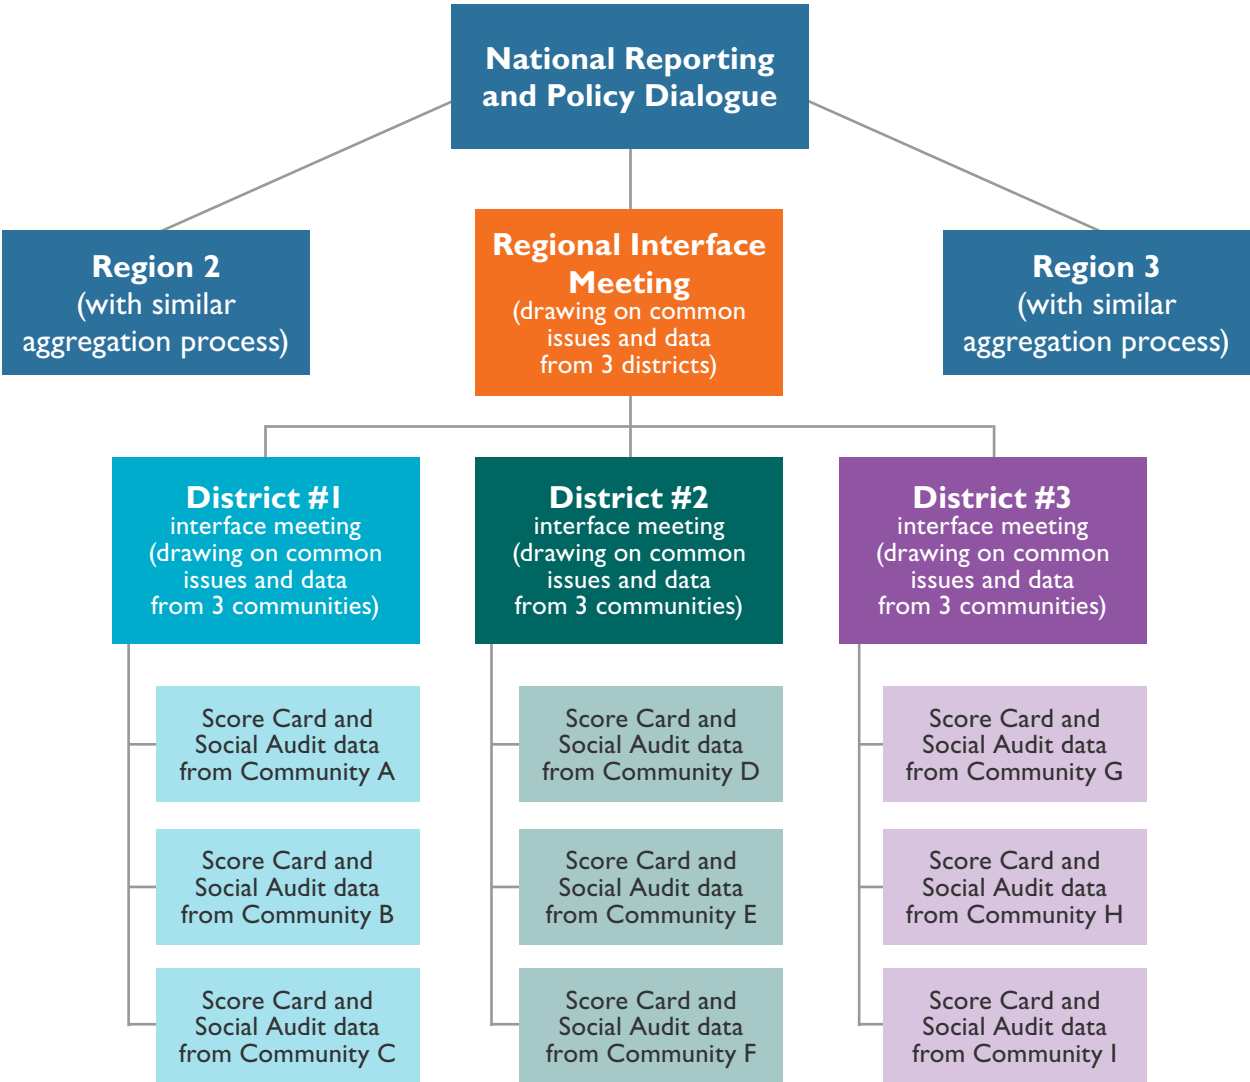 National Reporting
and Policy Dialogue
Region 2
(with similar
aggregation process)
Regional Interface
Meeting
(drawing on common
issues and data
from 3 districts)
Region 3
(with similar
aggregation process)
District #1
interface meeting
(drawing on common
issues and data
from 3 communities)
District #2
interface meeting
(drawing on common
issues and data
from 3 communities)
District #3
interface meeting
(drawing on common
issues and data
from 3 communities)
Score Card and
Social Audit data
from Community A
Score Card and
Social Audit data
from Community B
Score Card and
Social Audit data
from Community C
Score Card and
Social Audit data
from Community D
Score Card and
Social Audit data
from Community E
Score Card and
Social Audit data
from Community F
Score Card and
Social Audit data
from Community G
Score Card and
Social Audit data
from Community H
Score Card and
Social Audit data
from Community I